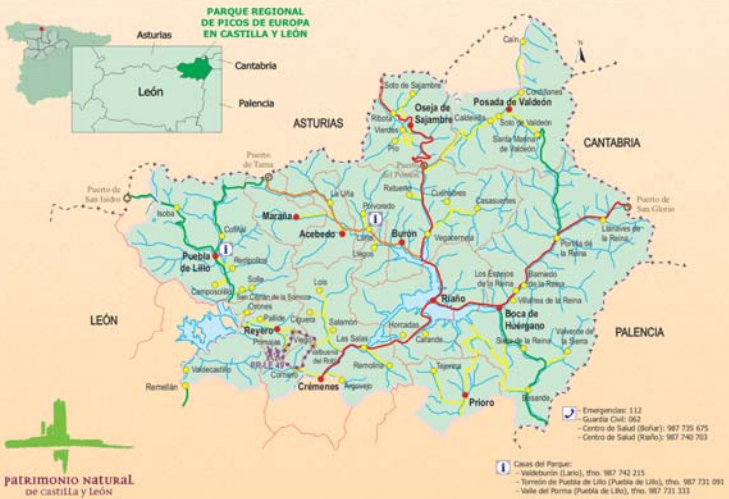 PARQUE REGIONAL
DE PICOS DE EUROPA
EN CASTILLA Y LEÓN
Asturias
Cantabria
León
Palencia
N
Caín
Cordiñanes
Soto de Sajambre
Oseja de
Sajambre
Posada de Valdeón
Ribota
Caldevilla
Soto de Valdeón
Vierdes
Pío
Santa Marina
de Valdeón
ASTURIAS
CANTABRIA
Puerto
de Tarna
Puerto
del Pontón
Puerto de
San Isidro
Retuerto
Cuénabres
Casasuertes
Puerto de
San Glorio
La Uña
Polvoredo
Isoba
Maraña
Cofiñal
Acebedo
Lario
Burón
Vegacerneja
Llánaves de
la Reina
Liegos
Portilla de
la Reina
Puebla
de Lillo
Redipollos
Camposolillo
Solle
San Cibrián de la Somoza
Lois
Los Espejos
de la Reina
Barniedo
de la Reina
Villafrea de la Reina
Riaño
Boca de
Huérgano
Orones
LEÓN
Pallide
Ciguera
Reyero
Primajas
Salamón
Horcadas
Carande
Siero de la Reina
Valverde de
la Sierra
PALENCIA
Viego
Las Salas
Valbuena
del Roblo
PR-LE 49
Remolina
Tejerina
Valdecastillo
Corniero
Remellán
Crémenes
Argovejo
Prioro
Besande
- Emergencias: 112
- Guardia Civil: 062
- Centro de Salud (Boñar): 987 735 675
- Centro de Salud (Riaño): 987 740 703
i Casas del Parque:
- Valdeburón (Lario), tfno. 987 742 215
- Torreón de Puebla de Lillo (Puebla de Lillo), tfno. 987 731 091
- Valle del Porma (Puebla de Lillo), tfno. 987 731 333
PATRIMONIO NATURAL
DE CASTILLA Y LEÓN